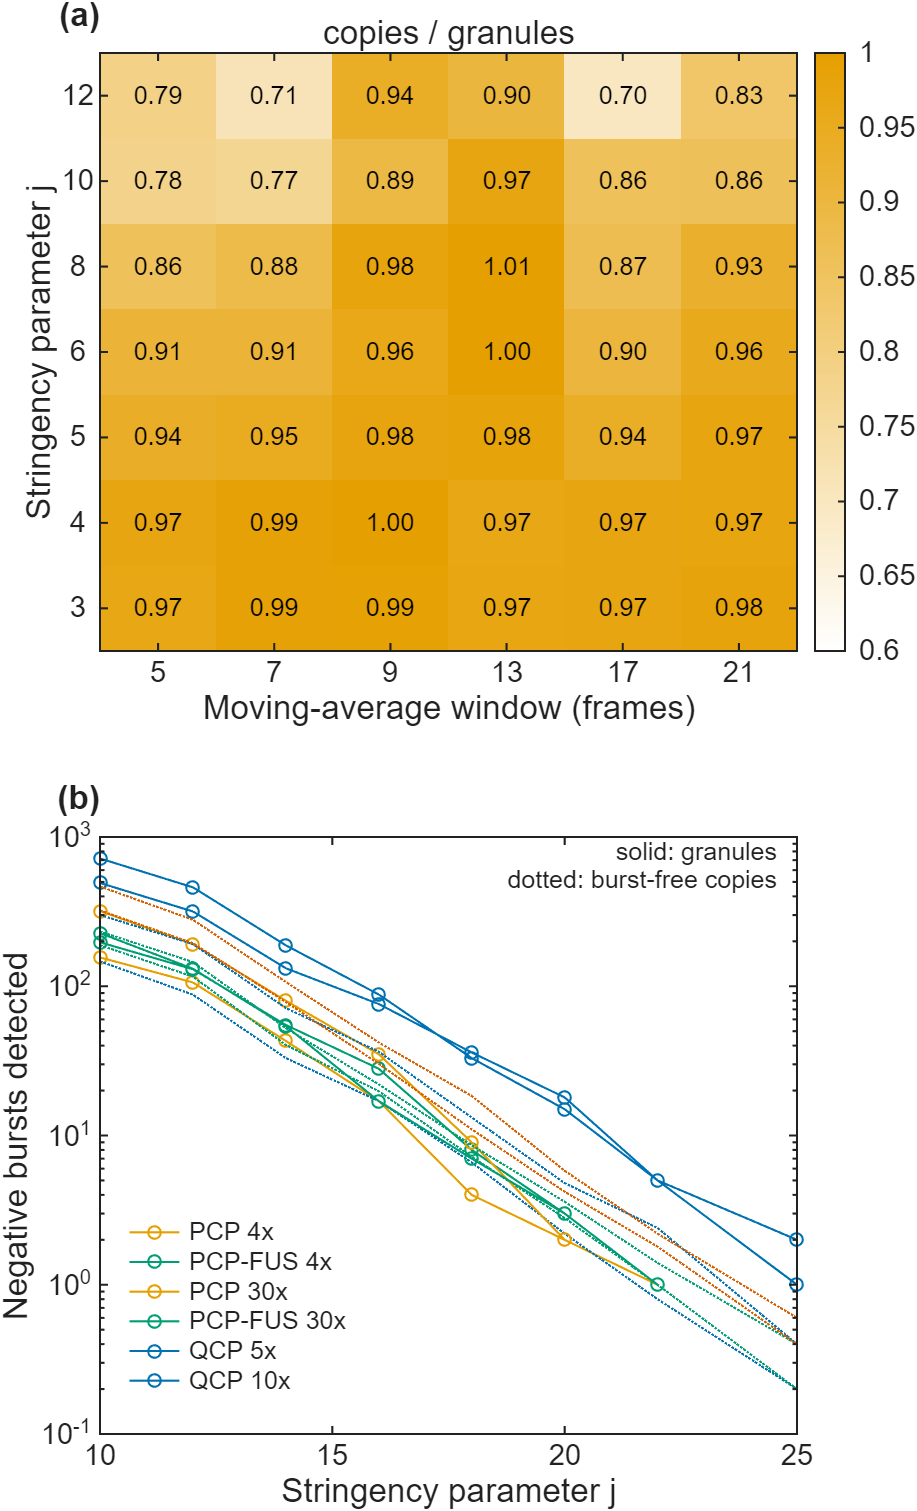 (a)
copies / granules
12 0.79 0.71 0.94 0.90 0.70 0.83
10 0.78 0.77 0.89 0.97 0.86 0.86
8 0.86 0.88 0.98 1.01 0.87 0.93
6 0.91 0.91 0.96 1.00 0.90 0.96
5 0.94 0.95 0.98 0.98 0.94 0.97
4 0.97 0.99 1.00 0.97 0.97 0.97
3 0.97 0.99 0.99 0.97 0.97 0.98
5 7 9 13 17 21
Moving-average window (frames)
Stringency parameter j
1
0.95
0.9
0.85
0.8
0.75
0.7
0.65
0.6
(b)
10³
10²
10¹
10⁰
10⁻¹
Negative bursts detected
solid: granules
dotted: burst-free copies
PCP 4x
PCP-FUS 4x
PCP 30x
PCP-FUS 30x
QCP 5x
QCP 10x
10 15 20 25
Stringency parameter j